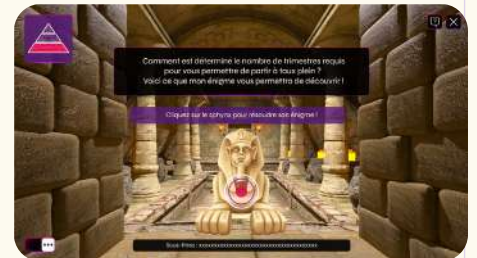 Comment est déterminé le nombre de trimestres requis
pour vous permettre de partir à taux plein ?
Voici ce que mon énigme vous permettra de découvrir !
Cliquez sur le sphynx pour résoudre son énigme !
Sous-titres : xxxxxxxxxxxxxxxxxxxxxxxxxxxxxxxxxxxxxxxxxxxx